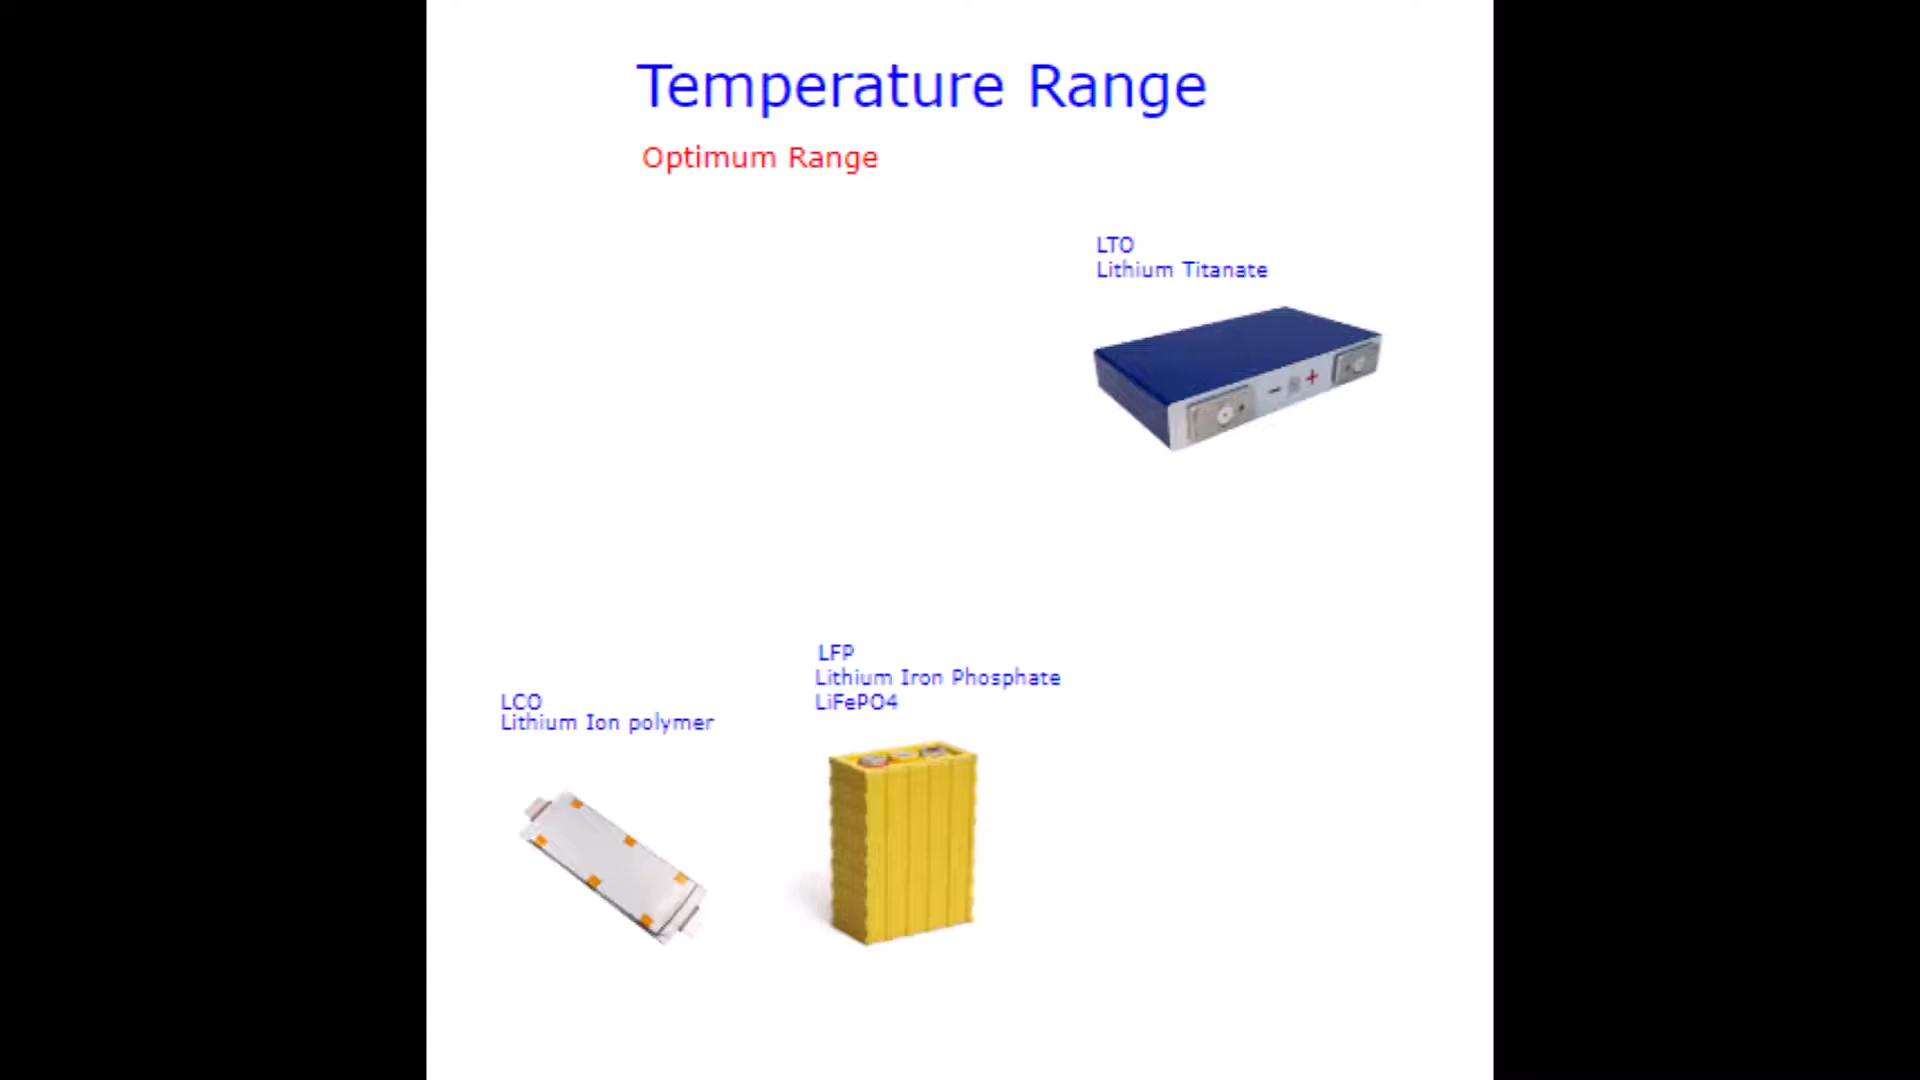 Temperature Range
Optimum Range
LTO
Lithium Titanate
LFP
Lithium Iron Phosphate
LiFePO4
LCO
Lithium Ion polymer
- +